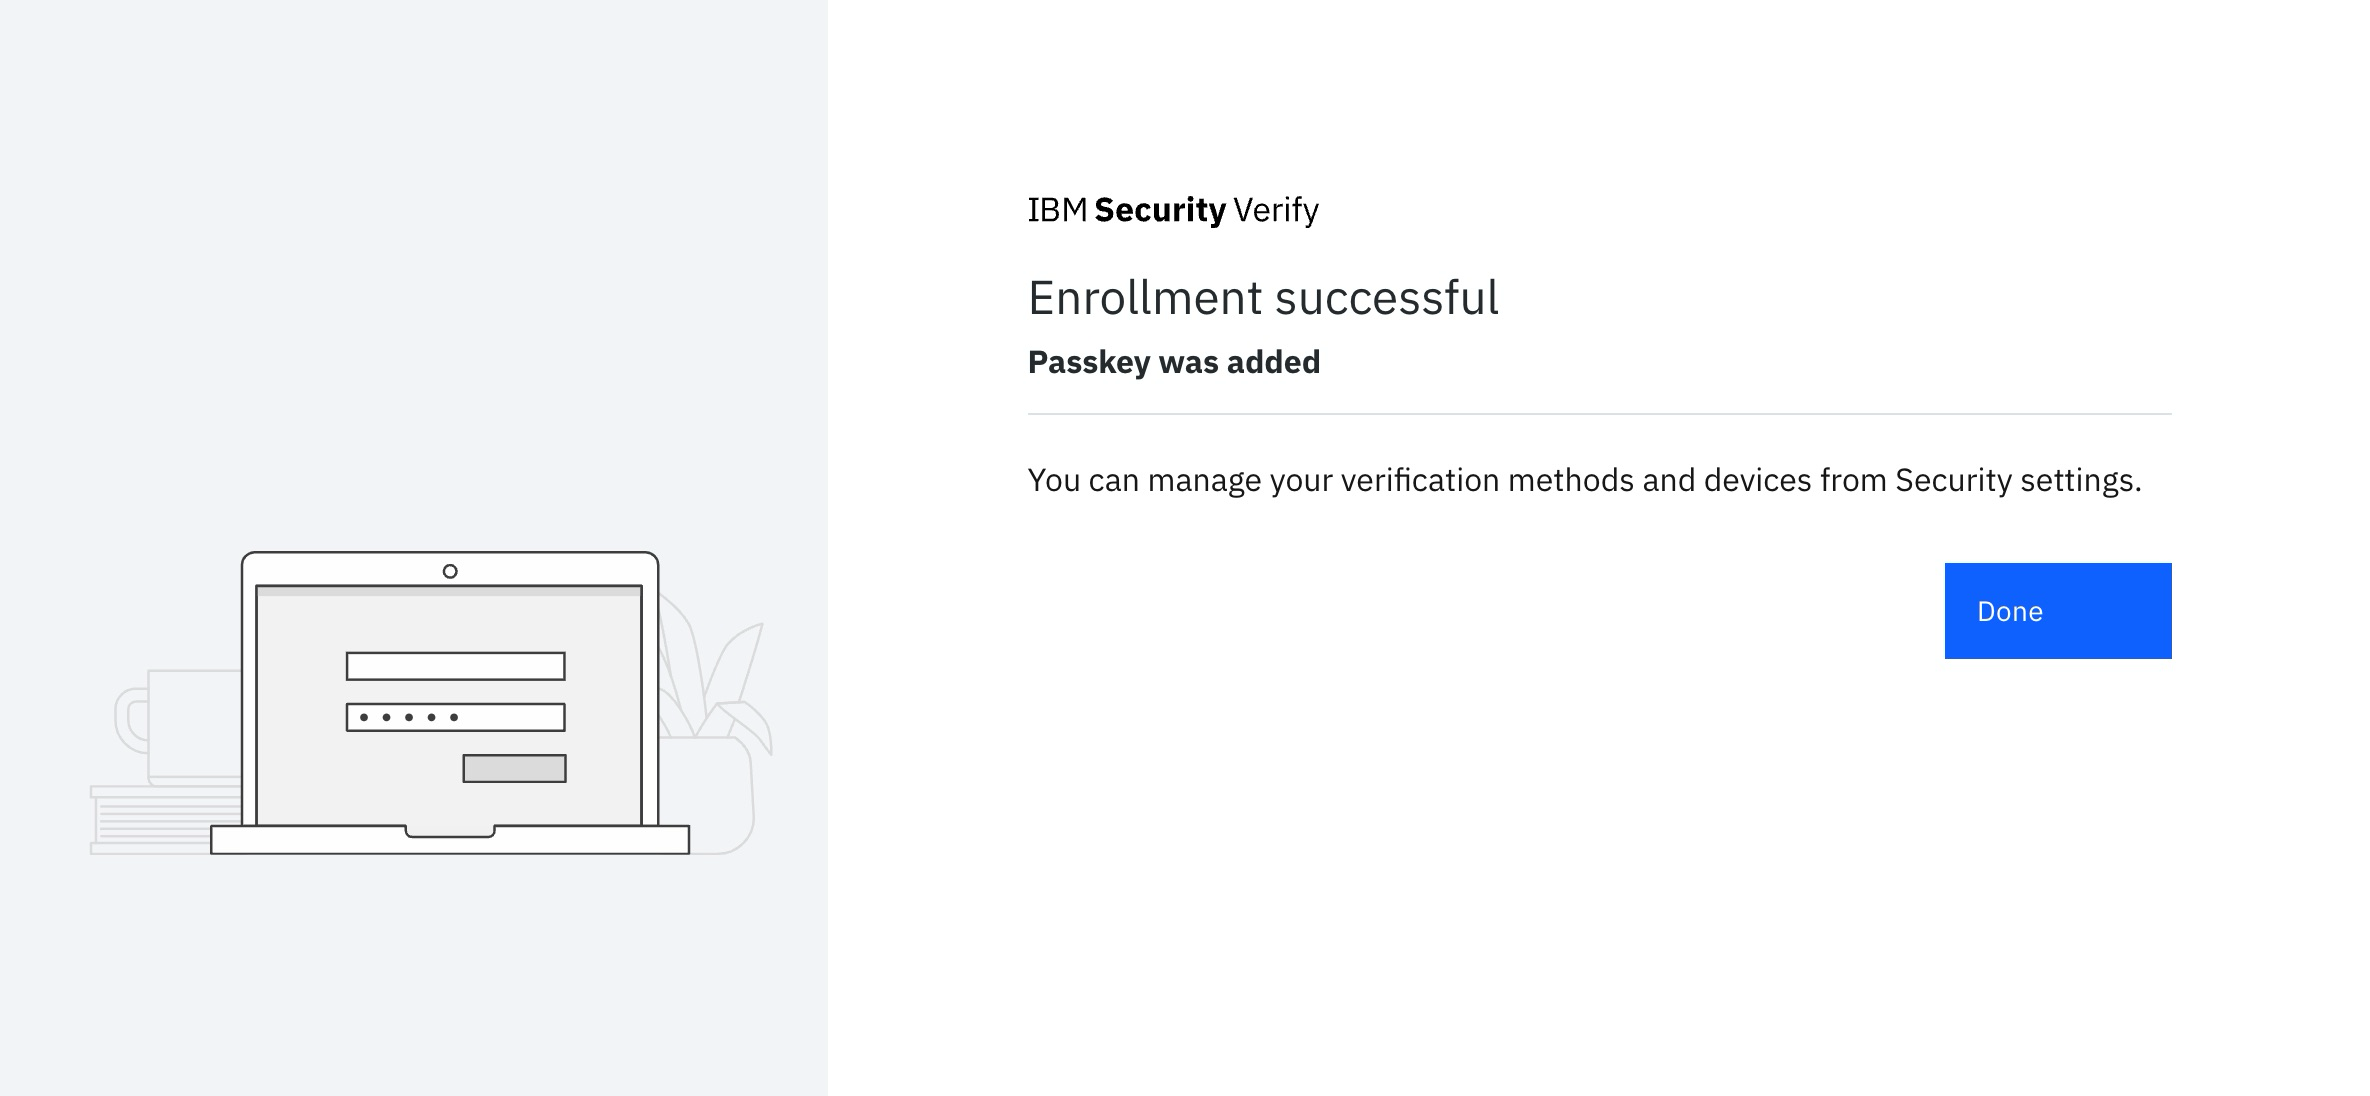 IBM Security Verify
Enrollment successful
Passkey was added
You can manage your verification methods and devices from Security settings.
Done